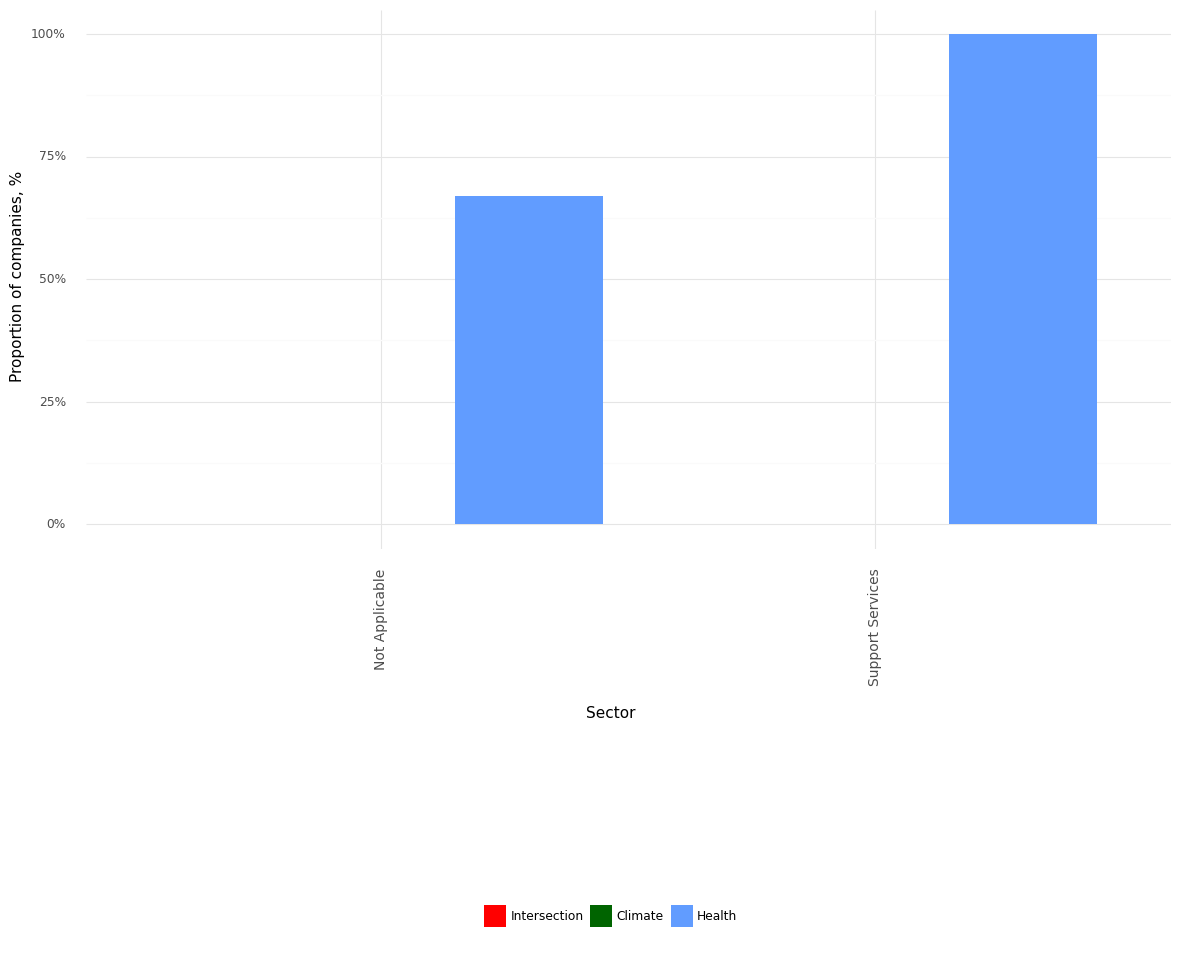 Proportion of companies, %
100%
75%
50%
25%
0%
Not Applicable
Support Services
Sector
Intersection
Climate
Health